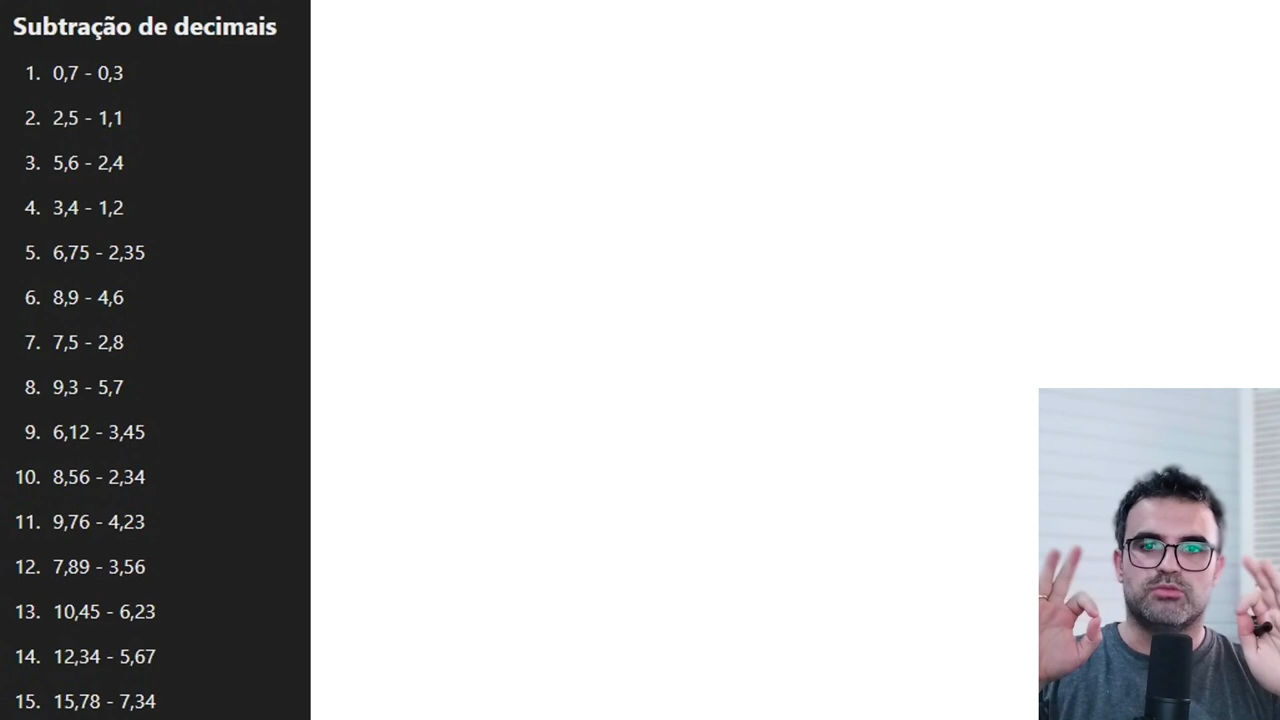 Subtração de decimais
1. 0,7 - 0,3
2. 2,5 - 1,1
3. 5,6 - 2,4
4. 3,4 - 1,2
5. 6,75 - 2,35
6. 8,9 - 4,6
7. 7,5 - 2,8
8. 9,3 - 5,7
9. 6,12 - 3,45
10. 8,56 - 2,34
11. 9,76 - 4,23
12. 7,89 - 3,56
13. 10,45 - 6,23
14. 12,34 - 5,67
15. 15,78 - 7,34